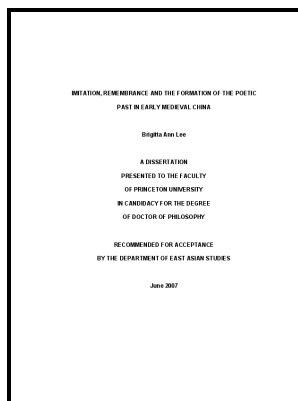 IMITATION, REMEMBRANCE AND THE FORMATION OF THE POETIC
PAST IN EARLY MEDIEVAL CHINA
Brigitta Ann Lee
A DISSERTATION
PRESENTED TO THE FACULTY
OF PRINCETON UNIVERSITY
IN CANDIDACY FOR THE DEGREE
OF DOCTOR OF PHILOSOPHY
RECOMMENDED FOR ACCEPTANCE
BY THE DEPARTMENT OF EAST ASIAN STUDIES
June 2007